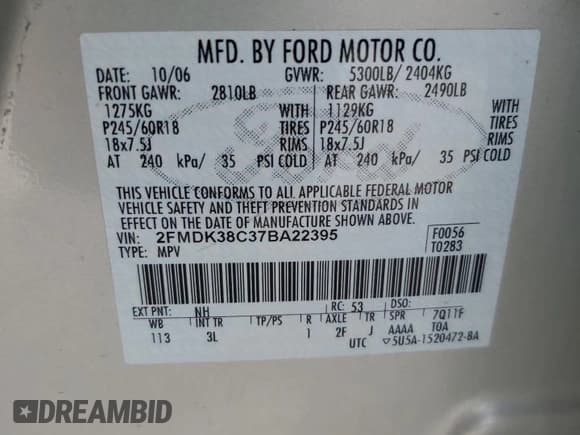 MFD. BY FORD MOTOR CO.
DATE: 10/06 GVWR: 5300LB/ 2404KG
FRONT GAWR: 2810LB REAR GAWR: 2490LB
1275KG WITH 1129KG WITH
P245/60R18 TIRES P245/60R18 TIRES
18x7.5J RIMS 18x7.5J RIMS
AT 240 kPa/ 35 PSI COLD AT 240 kPa/ 35 PSI COLD
Ford
THIS VEHICLE CONFORMS TO ALL APPLICABLE FEDERAL MOTOR
VEHICLE SAFETY AND THEFT PREVENTION STANDARDS IN
EFFECT ON THE DATE OF MANUFACTURE SHOWN ABOVE.
VIN: 2FMDK38C37BA22395 F0056
TYPE: MPV T0283
EXT PNT: NH RC: 53 DSO:
WB INT TR TP/PS R AXLE TR SPR 7Q11F
113 3L 1 2F J AAAA T0A
UTC ▽5U5A-1520472-BA
DREAMBID